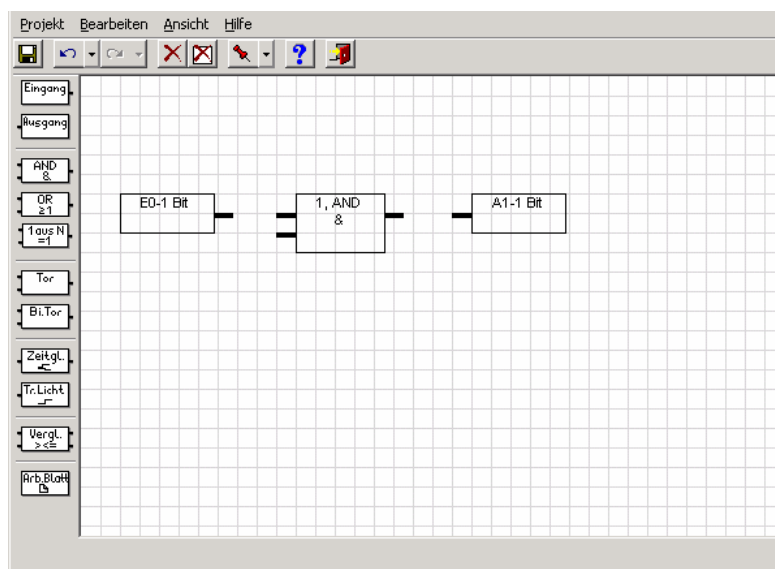 Projekt Bearbeiten Ansicht Hilfe
?
Eingang
Ausgang
AND
&
OR
≥1
1 aus N
=1
Tor
Bi.Tor
Zeitgl.
Tr.Licht
Vergl.
><=
Arb.Blatt
E0-1 Bit
1, AND
&
A1-1 Bit